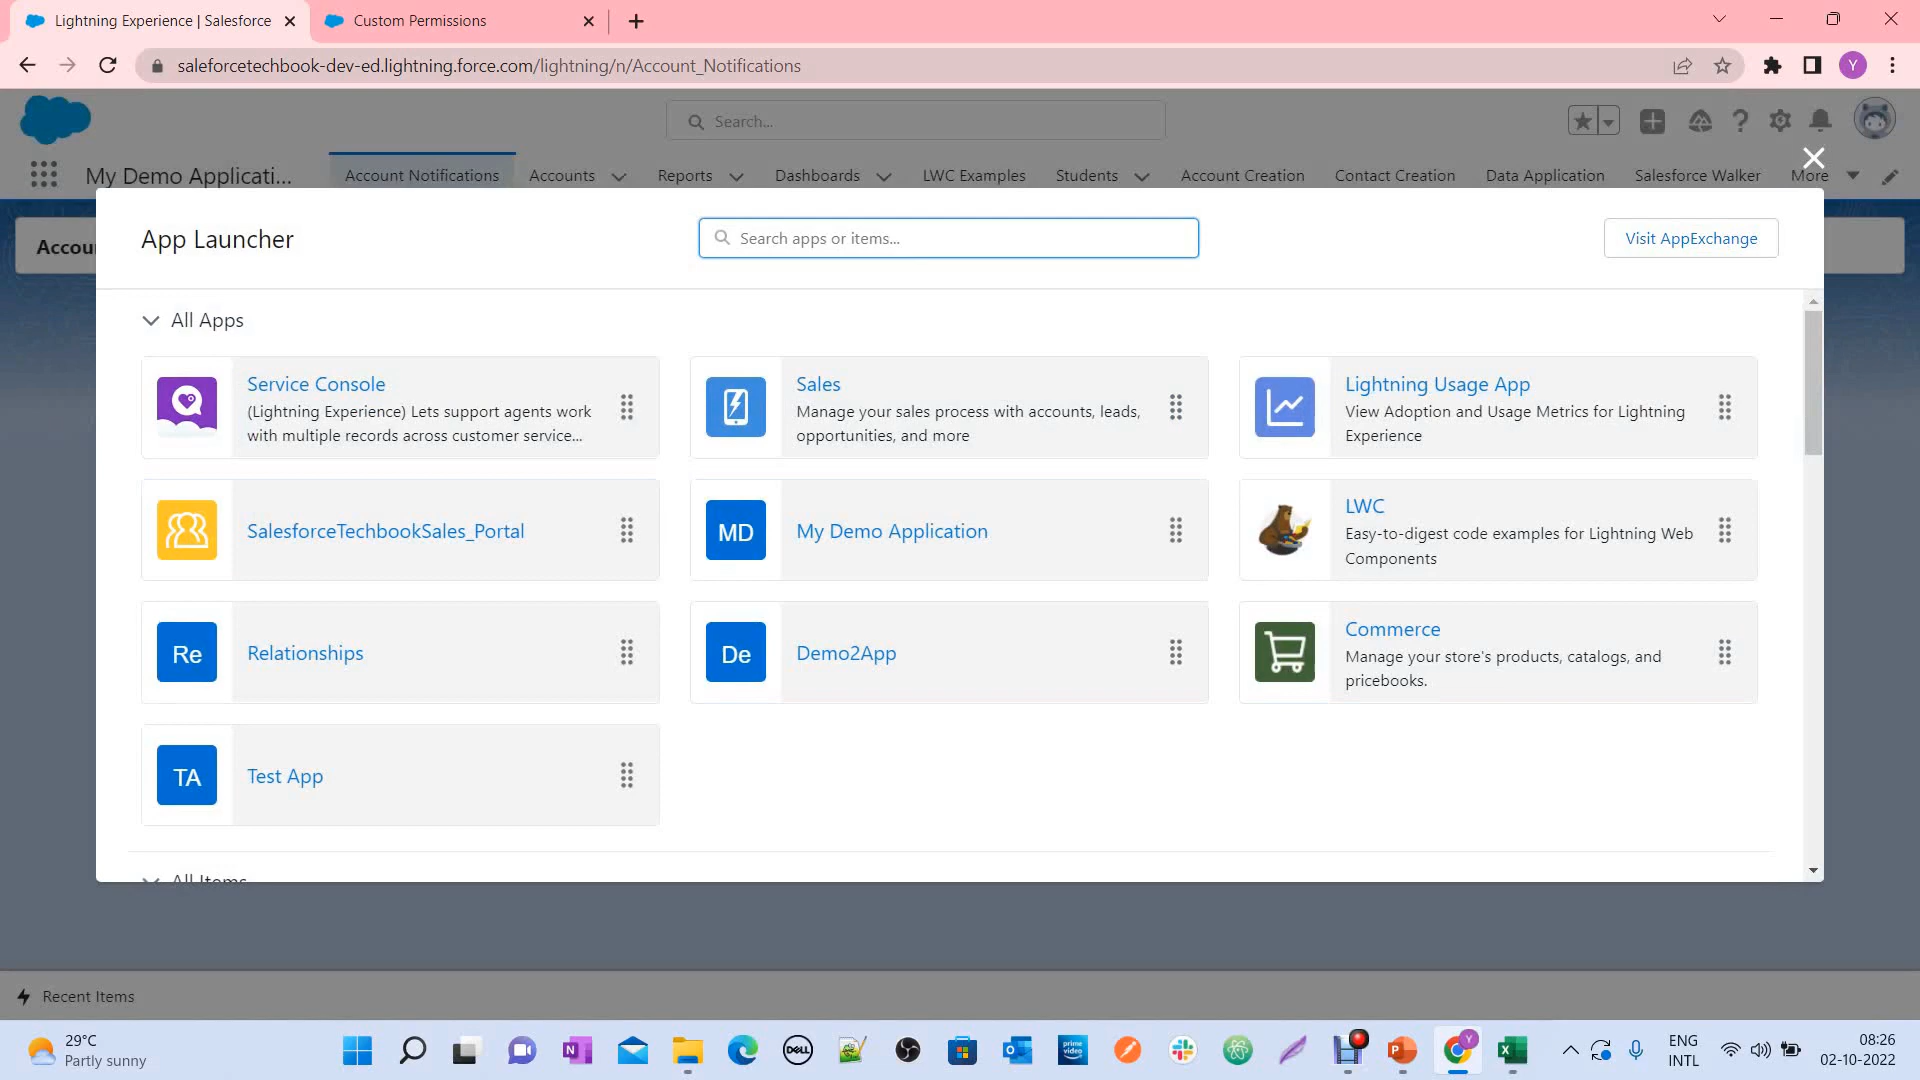 Lightning Experience | Salesforce
Custom Permissions
saleforcetechbook-dev-ed.lightning.force.com/lightning/n/Account_Notifications
Y
Search...
My Demo Applicati...
Account Notifications
Accounts
Reports
Dashboards
LWC Examples
Students
Account Creation
Contact Creation
Data Application
Salesforce Walker
More
Accou
App Launcher
Search apps or items...
Visit AppExchange
All Apps
Service Console
(Lightning Experience) Lets support agents work
with multiple records across customer service...
Sales
Manage your sales process with accounts, leads,
opportunities, and more
Lightning Usage App
View Adoption and Usage Metrics for Lightning
Experience
SalesforceTechbookSales_Portal
MD
My Demo Application
LWC
Easy-to-digest code examples for Lightning Web
Components
Re
Relationships
De
Demo2App
Commerce
Manage your store's products, catalogs, and
pricebooks.
TA
Test App
All Items
Recent Items
29°C
Partly sunny
N
DELL
prime
video
Y
ENG
INTL
08:26
02-10-2022